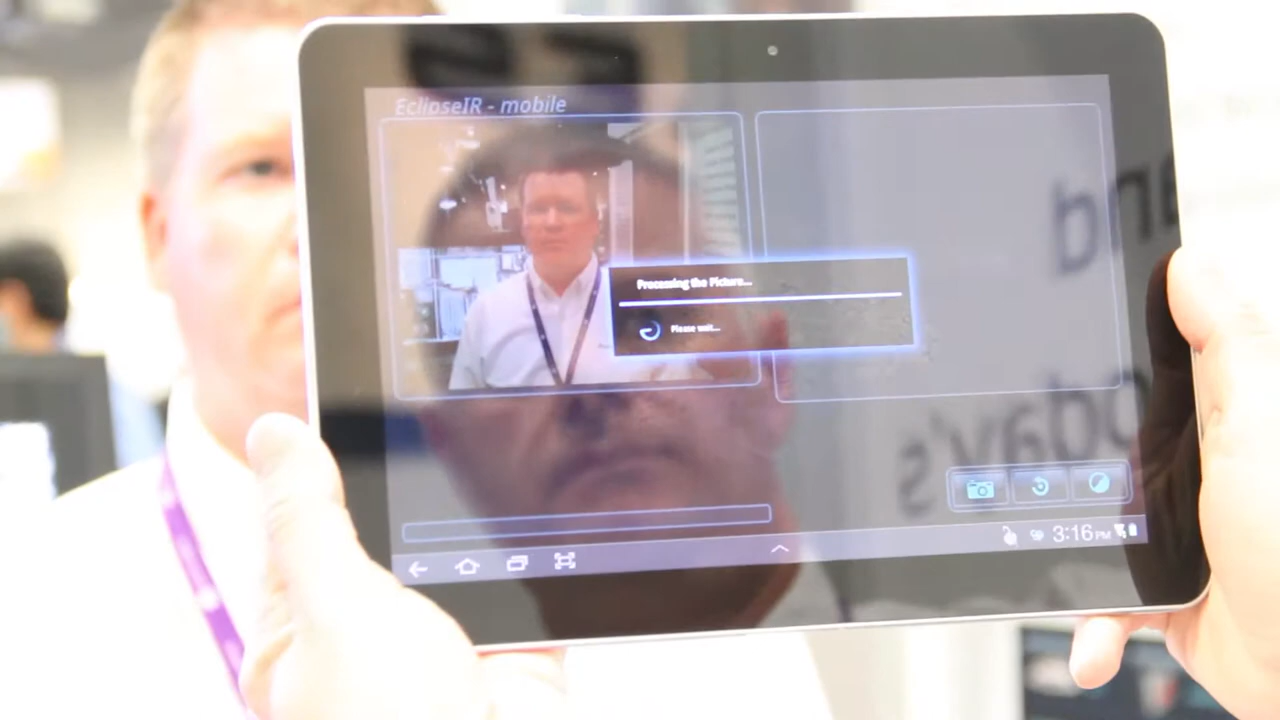 EclipseIR - mobile
Processing the Picture...
Please wait...
3:16 PM